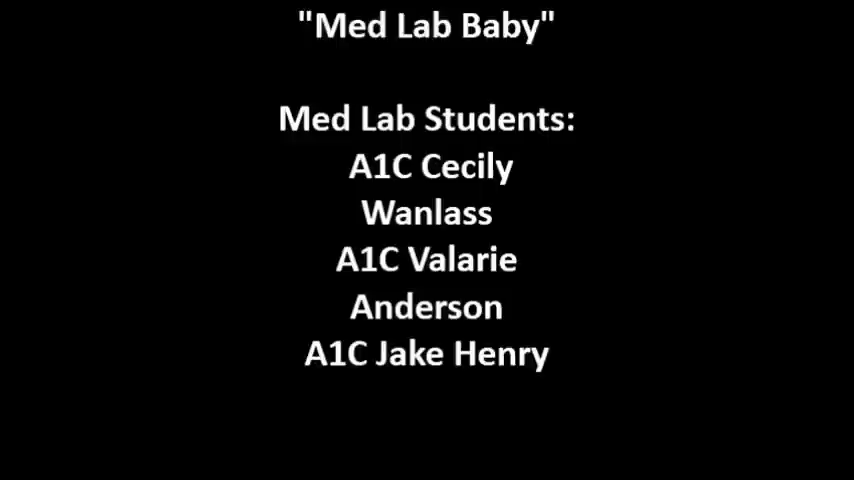 "Med Lab Baby"
Med Lab Students:
A1C Cecily
Wanlass
A1C Valarie
Anderson
A1C Jake Henry